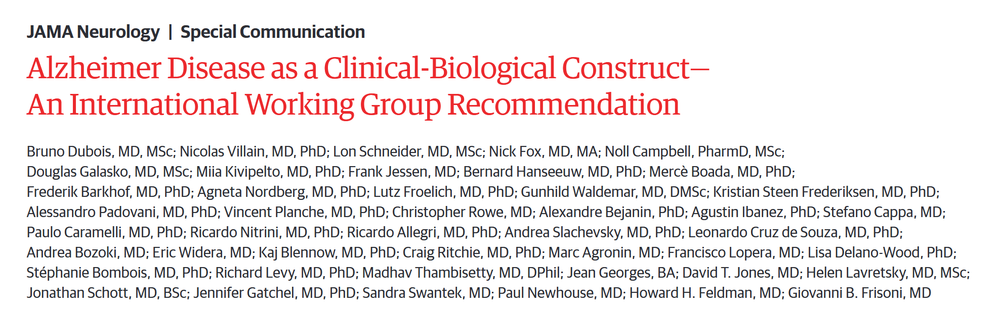 JAMA Neurology | Special Communication
Alzheimer Disease as a Clinical-Biological Construct—
An International Working Group Recommendation
Bruno Dubois, MD, MSc; Nicolas Villain, MD, PhD; Lon Schneider, MD, MSc; Nick Fox, MD, MA; Noll Campbell, PharmD, MSc;
Douglas Galasko, MD, MSc; Miia Kivipelto, MD, PhD; Frank Jessen, MD; Bernard Hanseeuw, MD, PhD; Mercè Boada, MD, PhD;
Frederik Barkhof, MD, PhD; Agneta Nordberg, MD, PhD; Lutz Froelich, MD, PhD; Gunhild Waldemar, MD, DMSc; Kristian Steen Frederiksen, MD, PhD;
Alessandro Padovani, MD, PhD; Vincent Planche, MD, PhD; Christopher Rowe, MD; Alexandre Bejanin, PhD; Agustin Ibanez, PhD; Stefano Cappa, MD;
Paulo Caramelli, MD, PhD; Ricardo Nitrini, MD, PhD; Ricardo Allegri, MD, PhD; Andrea Slachevsky, MD, PhD; Leonardo Cruz de Souza, MD, PhD;
Andrea Bozoki, MD; Eric Widera, MD; Kaj Blennow, MD, PhD; Craig Ritchie, MD, PhD; Marc Agronin, MD; Francisco Lopera, MD; Lisa Delano-Wood, PhD;
Stéphanie Bombois, MD, PhD; Richard Levy, MD, PhD; Madhav Thambisetty, MD, DPhil; Jean Georges, BA; David T. Jones, MD; Helen Lavretsky, MD, MSc;
Jonathan Schott, MD, BSc; Jennifer Gatchel, MD, PhD; Sandra Swantek, MD; Paul Newhouse, MD; Howard H. Feldman, MD; Giovanni B. Frisoni, MD